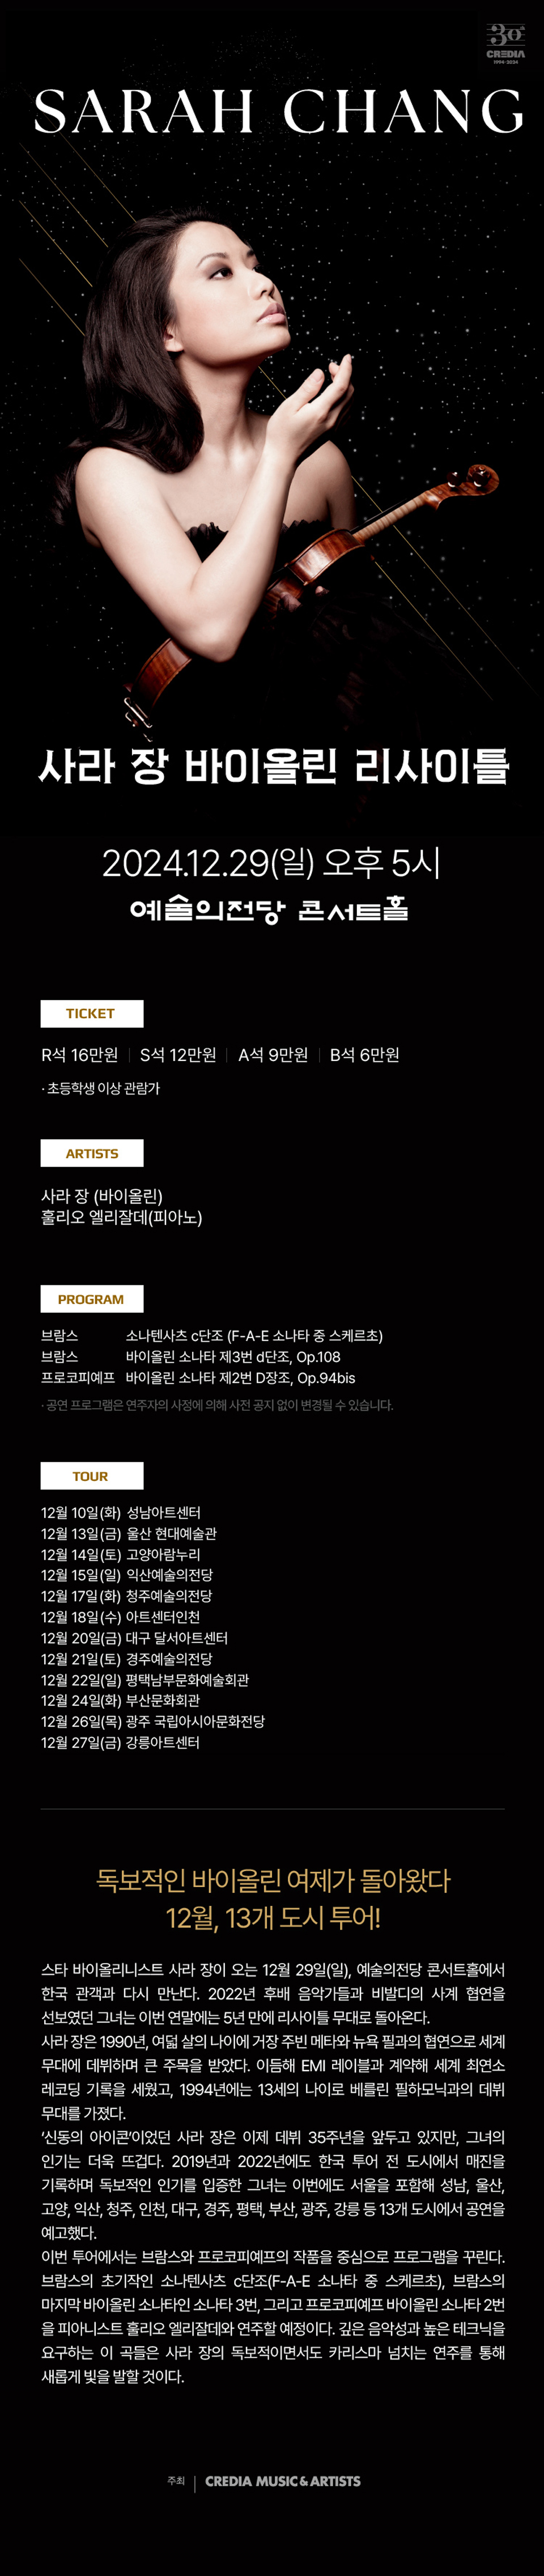 30
CREDIA
1994-2024
SARAH CHANG
사라 장 바이올린 리사이틀
2024.12.29(일) 오후 5시
예술의전당 콘서트홀
TICKET
R석 16만원 | S석 12만원 | A석 9만원 | B석 6만원
· 초등학생 이상 관람가
ARTISTS
사라 장 (바이올린)
훌리오 엘리잘데(피아노)
PROGRAM
브람스 소나텐사츠 c단조 (F-A-E 소나타 중 스케르초)
브람스 바이올린 소나타 제3번 d단조, Op.108
프로코피예프 바이올린 소나타 제2번 D장조, Op.94bis
· 공연 프로그램은 연주자의 사정에 의해 사전 공지 없이 변경될 수 있습니다.
TOUR
12월 10일(화) 성남아트센터
12월 13일(금) 울산 현대예술관
12월 14일(토) 고양아람누리
12월 15일(일) 익산예술의전당
12월 17일(화) 청주예술의전당
12월 18일(수) 아트센터인천
12월 20일(금) 대구 달서아트센터
12월 21일(토) 경주예술의전당
12월 22일(일) 평택남부문화예술회관
12월 24일(화) 부산문화회관
12월 26일(목) 광주 국립아시아문화전당
12월 27일(금) 강릉아트센터
독보적인 바이올린 여제가 돌아왔다
12월, 13개 도시 투어!
스타 바이올리니스트 사라 장이 오는 12월 29일(일), 예술의전당 콘서트홀에서
한국 관객과 다시 만난다. 2022년 후배 음악가들과 비발디의 사계 협연을
선보였던 그녀는 이번 연말에는 5년 만에 리사이틀 무대로 돌아온다.
사라 장은 1990년, 여덟 살의 나이에 거장 주빈 메타와 뉴욕 필과의 협연으로 세계
무대에 데뷔하며 큰 주목을 받았다. 이듬해 EMI 레이블과 계약해 세계 최연소
레코딩 기록을 세웠고, 1994년에는 13세의 나이로 베를린 필하모닉과의 데뷔
무대를 가졌다.
‘신동의 아이콘’이었던 사라 장은 이제 데뷔 35주년을 앞두고 있지만, 그녀의
인기는 더욱 뜨겁다. 2019년과 2022년에도 한국 투어 전 도시에서 매진을
기록하며 독보적인 인기를 입증한 그녀는 이번에도 서울을 포함해 성남, 울산,
고양, 익산, 청주, 인천, 대구, 경주, 평택, 부산, 광주, 강릉 등 13개 도시에서 공연을
예고했다.
이번 투어에서는 브람스와 프로코피예프의 작품을 중심으로 프로그램을 꾸린다.
브람스의 초기작인 소나텐사츠 c단조(F-A-E 소나타 중 스케르초), 브람스의
마지막 바이올린 소나타인 소나타 3번, 그리고 프로코피예프 바이올린 소나타 2번
을 피아니스트 훌리오 엘리잘데와 연주할 예정이다. 깊은 음악성과 높은 테크닉을
요구하는 이 곡들은 사라 장의 독보적이면서도 카리스마 넘치는 연주를 통해
새롭게 빛을 발할 것이다.
주최 | CREDIA MUSIC & ARTISTS